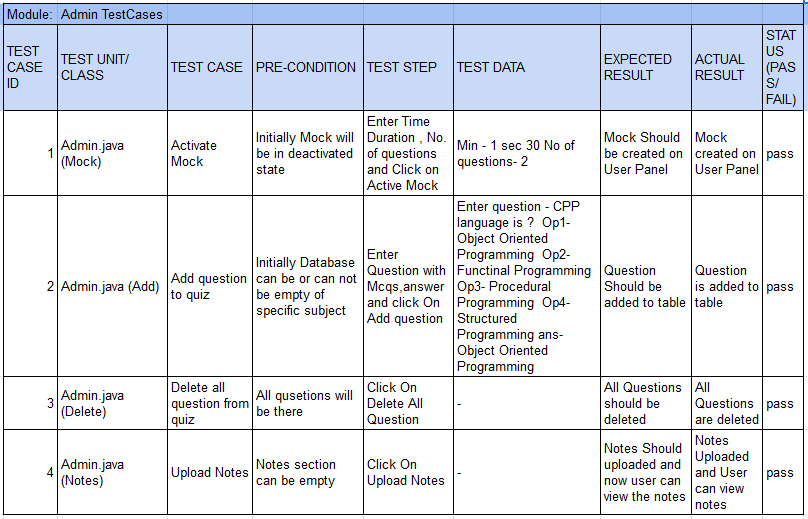 Module: Admin TestCases
TEST CASE ID
TEST UNIT/ CLASS
TEST CASE
PRE-CONDITION
TEST STEP
TEST DATA
EXPECTED RESULT
ACTUAL RESULT
STAT US (PAS S/ FAIL)
1
Admin.java
(Mock)
Activate
Mock
Initially Mock will
be in deactivated
state
Enter Time
Duration , No.
of questions
and Click on
Active Mock
Min - 1 sec 30 No of
questions- 2
Mock Should
be created on
User Panel
Mock
created on
User Panel
pass
2
Admin.java (Add)
Add question
to quiz
Initially Database
can be or can not
be empty of
specific subject
Enter
Question with
Mcqs,answer
and click On
Add question
Enter question - CPP
language is ? Op1-
Object Oriented
Programming Op2-
Functinal Programming
Op3- Procedural
Programming Op4-
Structured
Programming ans-
Object Oriented
Programming
Question
Should be
added to table
Question
is added to
table
pass
3
Admin.java
(Delete)
Delete all
question from
quiz
All qusetions will
be there
Click On
Delete All
Question
-
All Questions
should be
deleted
All
Questions
are deleted
pass
4
Admin.java
(Notes)
Upload Notes
Notes section
can be empty
Click On
Upload Notes
-
Notes Should
uploaded and
now user can
view the notes
Notes
Uploaded
and User
can view
notes
pass